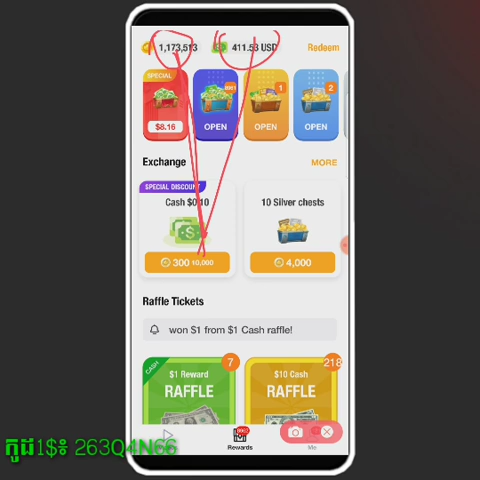 1,173,513
411.53 USD
Redeem
SPECIAL
1
2
$8.16
OPEN
OPEN
OPEN
Exchange
MORE
SPECIAL DISCOUNT
Cash $0.10
10 Silver chests
300 10,000
4,000
Raffle Tickets
won $1 from $1 Cash raffle!
7
218
CASH
$1 Reward
$10 Cash
RAFFLE
RAFFLE
Rewards
Me
កូដ1$៖ 263Q4N66